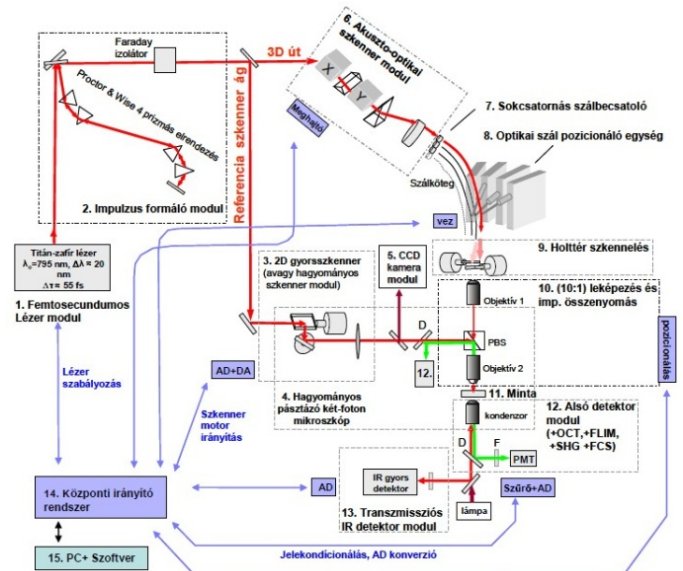 Faraday
izolátor
3D út
6. Akuszto-optikai
szkenner modul
X
Y
Proctor & Wise 4 prizmás elrendezés
Referencia szkenner ág
Meghajtó
7. Sokcsatornás szálbecsatoló
8. Optikai szál pozicionáló egység
Szálköteg
2. Impulzus formáló modul
vez
9. Holttér szkennelés
Titán-zafír lézer
λ₀=795 nm, Δλ ≈ 20
nm
Δτ ≈ 55 fs
1. Femtosecundumos
Lézer modul
3. 2D gyorsszkenner
(avagy hagyományos
szkenner modul)
5. CCD
kamera
modul
10. (10:1) leképezés és
imp. összenyomás
Objektív 1
D
PBS
12.
Objektív 2
pozicionálás
Lézer
szabályozás
AD+DA
4. Hagyományos
pásztázó két-foton
mikroszkóp
11. Minta
Szkenner
motor
irányítás
kondenzor
12. Alsó detektor
modul
(+OCT,+FLIM,
+SHG +FCS)
D
F
PMT
14. Központi irányító
rendszer
AD
IR gyors
detektor
13. Transzmissziós
IR detektor modul
lámpa
Szűrő+AD
15. PC+ Szoftver
Jelekondícionálás, AD konverzió